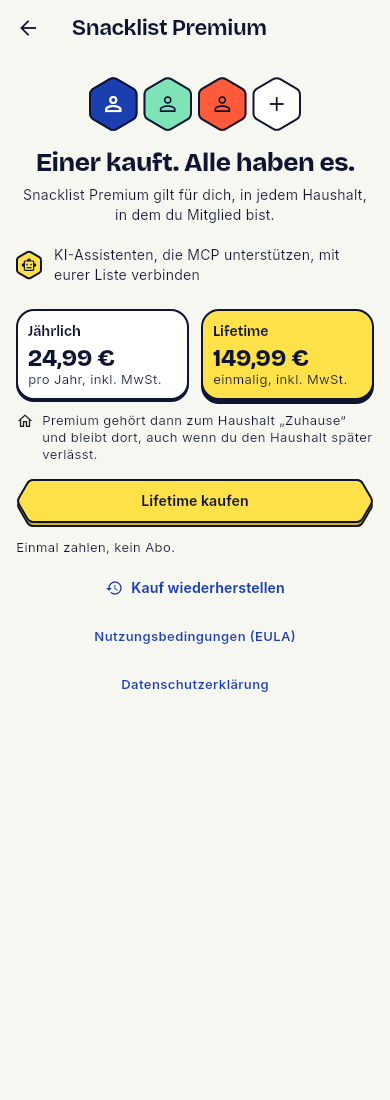 Snacklist Premium
Einer kauft. Alle haben es.
Snacklist Premium gilt für dich, in jedem Haushalt,
in dem du Mitglied bist.
KI-Assistenten, die MCP unterstützen, mit
eurer Liste verbinden
Jährlich
24,99 €
pro Jahr, inkl. MwSt.
Lifetime
149,99 €
einmalig, inkl. MwSt.
Premium gehört dann zum Haushalt „Zuhause“
und bleibt dort, auch wenn du den Haushalt später
verlässt.
Lifetime kaufen
Einmal zahlen, kein Abo.
Kauf wiederherstellen
Nutzungsbedingungen (EULA)
Datenschutzerklärung